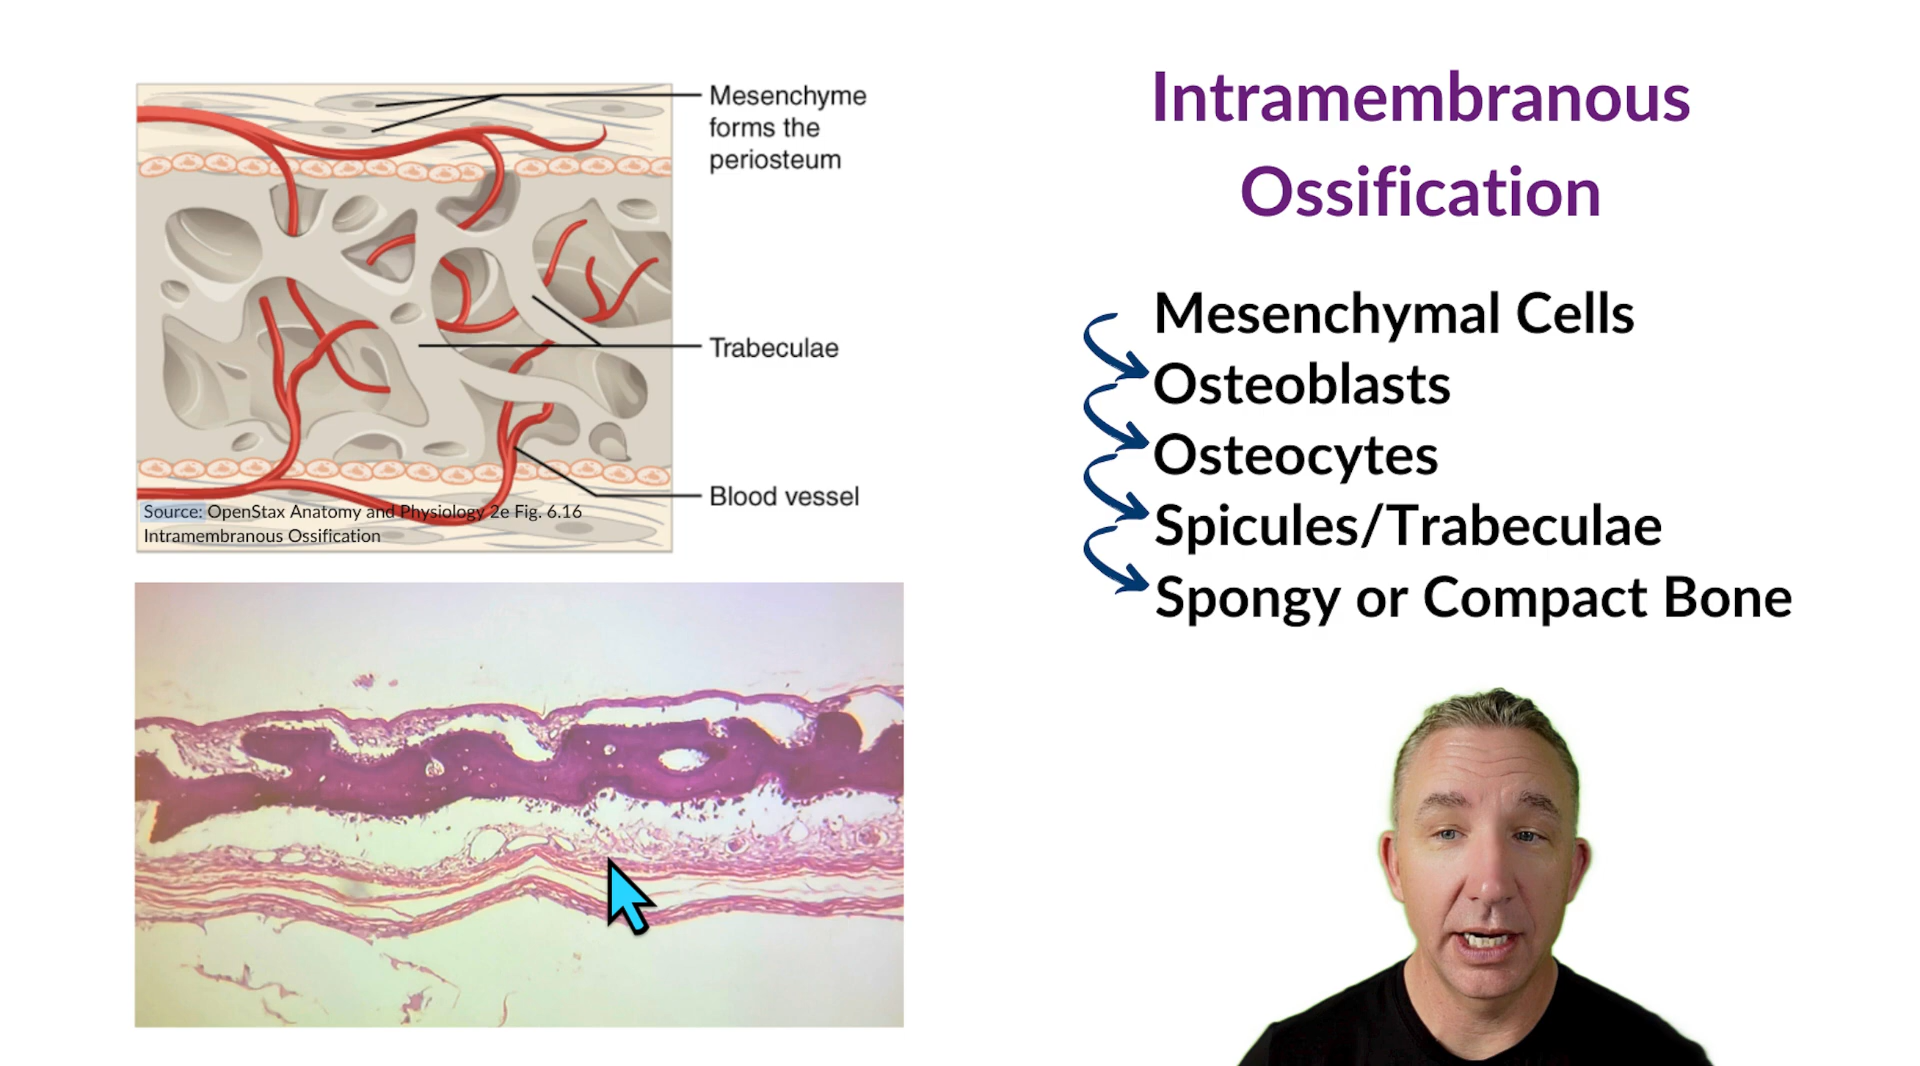 Mesenchyme
forms the
periosteum
Trabeculae
Blood vessel
Source: OpenStax Anatomy and Physiology 2e Fig. 6.16
Intramembranous Ossification
Intramembranous
Ossification
Mesenchymal Cells
Osteoblasts
Osteocytes
Spicules/Trabeculae
Spongy or Compact Bone